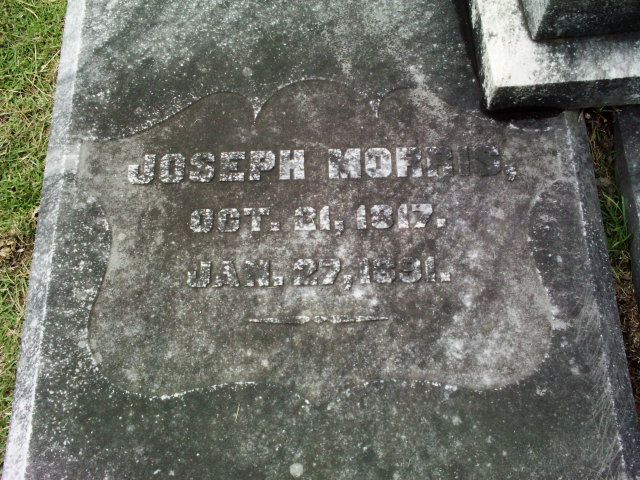 JOSEPH MORRIS,
OCT. 21, 1817.
JAN. 27, 1891.